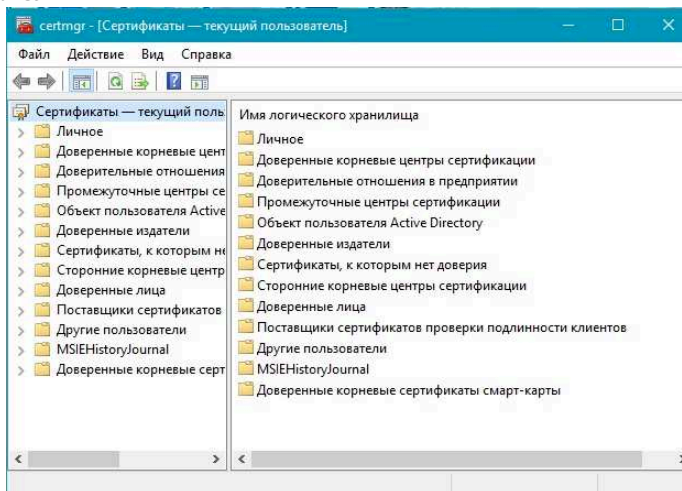 certmgr - [Сертификаты — текущий пользователь]
Файл Действие Вид Справка
Сертификаты — текущий поль
Личное
Доверенные корневые цент
Доверительные отношения
Промежуточные центры се
Объект пользователя Active
Доверенные издатели
Сертификаты, к которым не
Сторонние корневые центр
Доверенные лица
Поставщики сертификатов
Другие пользователи
MSIEHistoryJournal
Доверенные корневые серт
Имя логического хранилища
Личное
Доверенные корневые центры сертификации
Доверительные отношения в предприятии
Промежуточные центры сертификации
Объект пользователя Active Directory
Доверенные издатели
Сертификаты, к которым нет доверия
Сторонние корневые центры сертификации
Доверенные лица
Поставщики сертификатов проверки подлинности клиентов
Другие пользователи
MSIEHistoryJournal
Доверенные корневые сертификаты смарт-карты